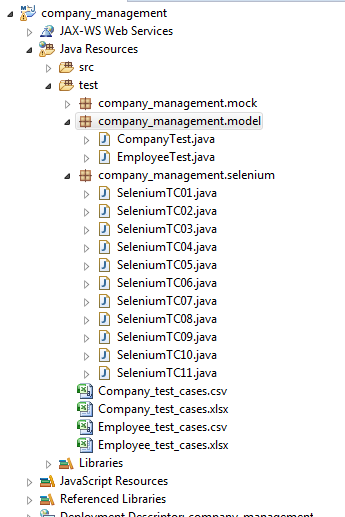 company_management
JAX-WS Web Services
Java Resources
src
test
company_management.mock
company_management.model
CompanyTest.java
EmployeeTest.java
company_management.selenium
SeleniumTC01.java
SeleniumTC02.java
SeleniumTC03.java
SeleniumTC04.java
SeleniumTC05.java
SeleniumTC06.java
SeleniumTC07.java
SeleniumTC08.java
SeleniumTC09.java
SeleniumTC10.java
SeleniumTC11.java
Company_test_cases.csv
Company_test_cases.xlsx
Employee_test_cases.csv
Employee_test_cases.xlsx
Libraries
JavaScript Resources
Referenced Libraries
Deployment Descriptor: company_management